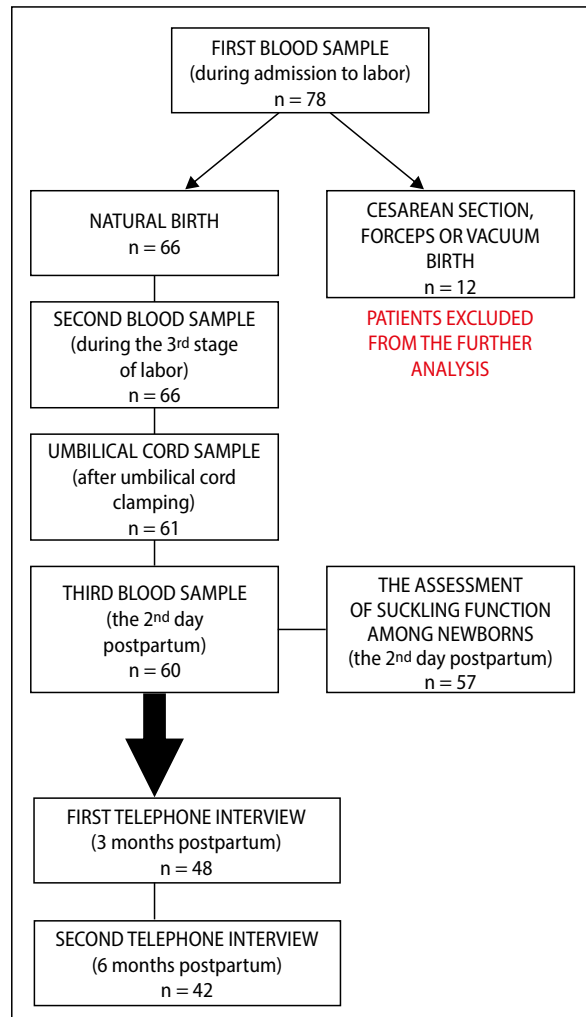 FIRST BLOOD SAMPLE
(during admission to labor)
n = 78
NATURAL BIRTH
n = 66
CESAREAN SECTION,
FORCEPS OR VACUUM
BIRTH
n = 12
PATIENTS EXCLUDED
FROM THE FURTHER
ANALYSIS
SECOND BLOOD SAMPLE
(during the 3rd stage
of labor)
n = 66
UMBILICAL CORD SAMPLE
(after umbilical cord
clamping)
n = 61
THIRD BLOOD SAMPLE
(the 2nd day
postpartum)
n = 60
THE ASSESSMENT
OF SUCKLING FUNCTION
AMONG NEWBORNS
(the 2nd day postpartum)
n = 57
FIRST TELEPHONE INTERVIEW
(3 months postpartum)
n = 48
SECOND TELEPHONE INTERVIEW
(6 months postpartum)
n = 42